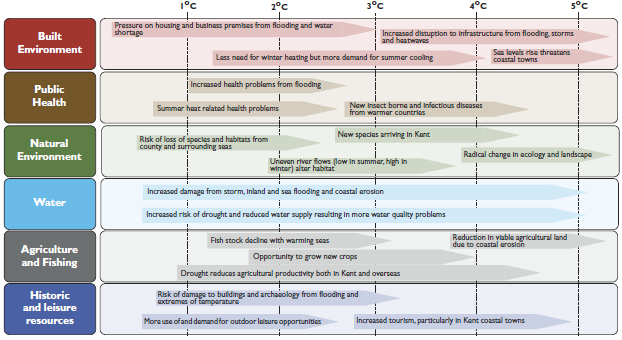 1°C 2°C 3°C 4°C 5°C
Built
Environment
Pressure on housing and business premises from flooding and water
shortage
Increased distuption to infrastructure from flooding, storms
and heatwaves
Less need for winter heating but more demand for summer cooling
Sea levels rise threatens
coastal towns
Public
Health
Increased health problems from flooding
Summer heat related health problems
New insect borne and infectious diseases
from warmer countries
Natural
Environment
Risk of loss of species and habitats from
county and surrounding seas
New species arriving in Kent
Uneven river flows (low in summer, high in
winter) alter habitat
Radical change in ecology and landscape
Water
Increased damage from storm, inland and sea flooding and coastal erosion
Increased risk of drought and reduced water supply resulting in more water quality problems
Agriculture
and Fishing
Fish stock decline with warming seas
Reduction in viable agricultural land
due to coastal erosion
Opportunity to grow new crops
Drought reduces agricultural productivity both in Kent and overseas
Historic
and leisure
resources
Risk of damage to buildings and archaeology from flooding and
extremes of temperature
More use and demand for outdoor leisure opportunities
Increased tourism, particularly in Kent coastal towns